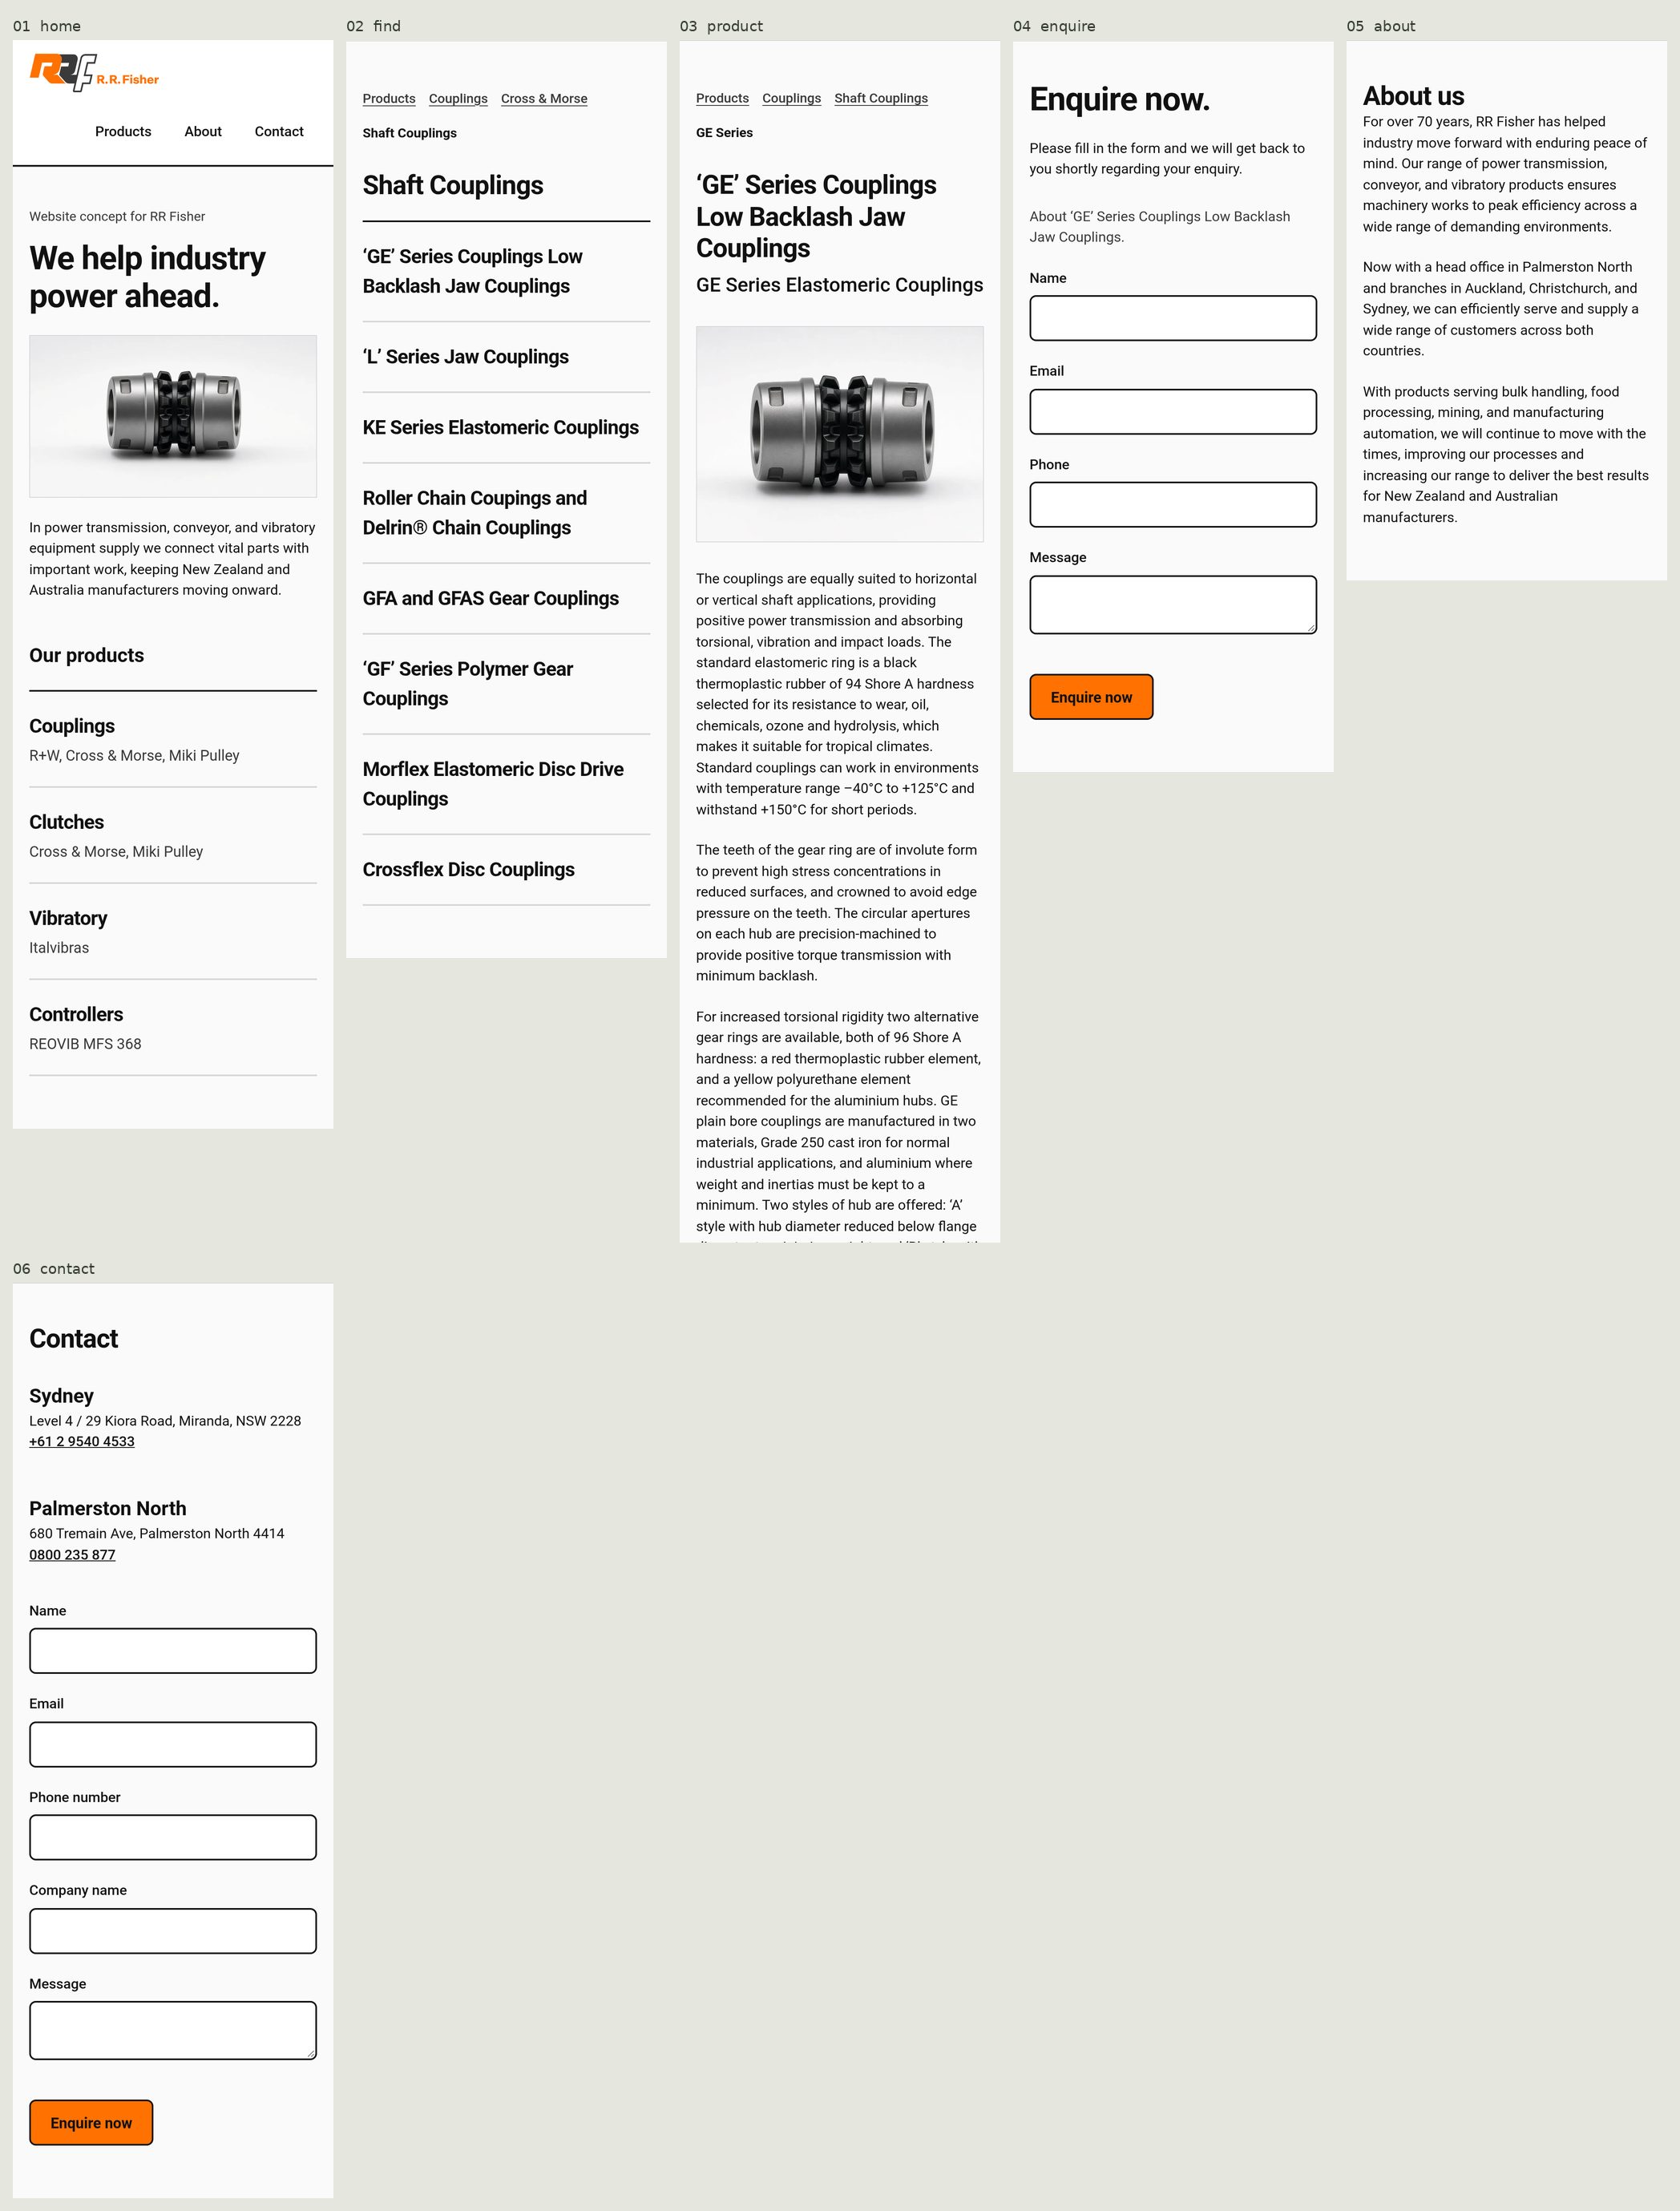 01 home
RRF R.R. Fisher
Products About Contact
Website concept for RR Fisher
We help industry
power ahead.
In power transmission, conveyor, and vibratory
equipment supply we connect vital parts with
important work, keeping New Zealand and
Australia manufacturers moving onward.
Our products
Couplings
R+W, Cross & Morse, Miki Pulley
Clutches
Cross & Morse, Miki Pulley
Vibratory
Italvibras
Controllers
REOVIB MFS 368
02 find
Products Couplings Cross & Morse
Shaft Couplings
Shaft Couplings
‘GE’ Series Couplings Low
Backlash Jaw Couplings
‘L’ Series Jaw Couplings
KE Series Elastomeric Couplings
Roller Chain Coupings and
Delrin® Chain Couplings
GFA and GFAS Gear Couplings
‘GF’ Series Polymer Gear
Couplings
Morflex Elastomeric Disc Drive
Couplings
Crossflex Disc Couplings
03 product
Products Couplings Shaft Couplings
GE Series
‘GE’ Series Couplings
Low Backlash Jaw
Couplings
GE Series Elastomeric Couplings
The couplings are equally suited to horizontal
or vertical shaft applications, providing
positive power transmission and absorbing
torsional, vibration and impact loads. The
standard elastomeric ring is a black
thermoplastic rubber of 94 Shore A hardness
selected for its resistance to wear, oil,
chemicals, ozone and hydrolysis, which
makes it suitable for tropical climates.
Standard couplings can work in environments
with temperature range −40°C to +125°C and
withstand +150°C for short periods.
The teeth of the gear ring are of involute form
to prevent high stress concentrations in
reduced surfaces, and crowned to avoid edge
pressure on the teeth. The circular apertures
on each hub are precision-machined to
provide positive torque transmission with
minimum backlash.
For increased torsional rigidity two alternative
gear rings are available, both of 96 Shore A
hardness: a red thermoplastic rubber element,
and a yellow polyurethane element
recommended for the aluminium hubs. GE
plain bore couplings are manufactured in two
materials, Grade 250 cast iron for normal
industrial applications, and aluminium where
weight and inertias must be kept to a
minimum. Two styles of hub are offered: ‘A’
style with hub diameter reduced below flange
04 enquire
Enquire now.
Please fill in the form and we will get back to
you shortly regarding your enquiry.
About ‘GE’ Series Couplings Low Backlash
Jaw Couplings.
Name
Email
Phone
Message
Enquire now
05 about
About us
For over 70 years, RR Fisher has helped
industry move forward with enduring peace of
mind. Our range of power transmission,
conveyor, and vibratory products ensures
machinery works to peak efficiency across a
wide range of demanding environments.
Now with a head office in Palmerston North
and branches in Auckland, Christchurch, and
Sydney, we can efficiently serve and supply a
wide range of customers across both
countries.
With products serving bulk handling, food
processing, mining, and manufacturing
automation, we will continue to move with the
times, improving our processes and
increasing our range to deliver the best results
for New Zealand and Australian
manufacturers.
06 contact
Contact
Sydney
Level 4 / 29 Kiora Road, Miranda, NSW 2228
+61 2 9540 4533
Palmerston North
680 Tremain Ave, Palmerston North 4414
0800 235 877
Name
Email
Phone number
Company name
Message
Enquire now